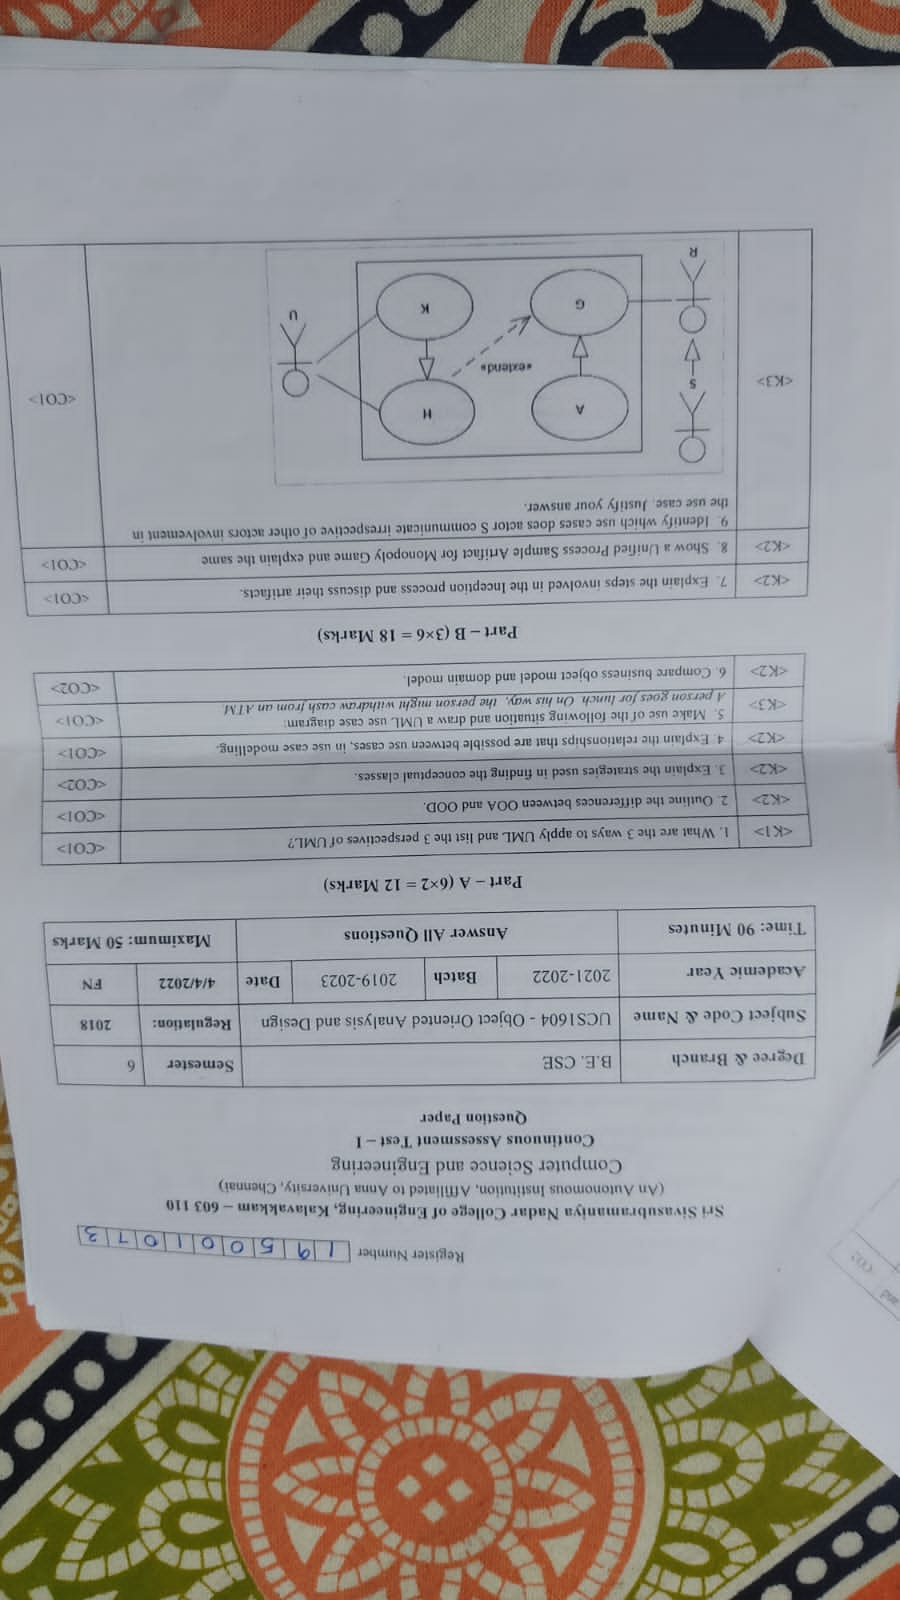 Register Number 1 9 5 0 0 1 0 7 3
Sri Sivasubramaniya Nadar College of Engineering, Kalavakkam – 603 110
(An Autonomous Institution, Affiliated to Anna University, Chennai)
Computer Science and Engineering
Continuous Assessment Test – I
Question Paper
Degree & Branch B.E. CSE Semester 6
Subject Code & Name UCS1604 - Object Oriented Analysis and Design Regulation: 2018
Academic Year 2021-2022 Batch 2019-2023 Date 4/4/2022 FN
Time: 90 Minutes Answer All Questions Maximum: 50 Marks
Part – A (6×2 = 12 Marks)
<K1> 1. What are the 3 ways to apply UML and list the 3 perspectives of UML? <CO1>
<K2> 2. Outline the differences between OOA and OOD. <CO1>
<K2> 3. Explain the strategies used in finding the conceptual classes. <CO2>
<K2> 4. Explain the relationships that are possible between use cases, in use case modelling. <CO1>
<K3> 5. Make use of the following situation and draw a UML use case diagram: <CO1>
A person goes for lunch. On his way, the person might withdraw cash from an ATM
<K2> 6. Compare business object model and domain model. <CO2>
Part – B (3×6 = 18 Marks)
<K2> 7. Explain the steps involved in the Inception process and discuss their artifacts. <CO1>
<K2> 8. Show a Unified Process Sample Artifact for Monopoly Game and explain the same <CO1>
<K3> 9. Identify which use cases does actor S communicate irrespective of other actors involvement in <CO1>
the use case. Justify your answer.
S
A
H
«extend»
G
K
R
U
and
CO2